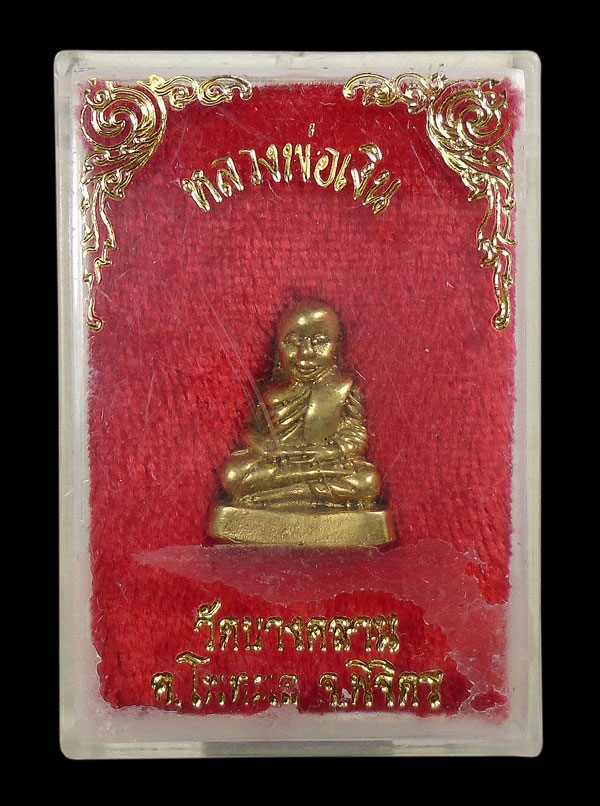 หลวงพ่อเงิน
วัดบางคลาน
อ.โพทะเล จ.พิจิตร